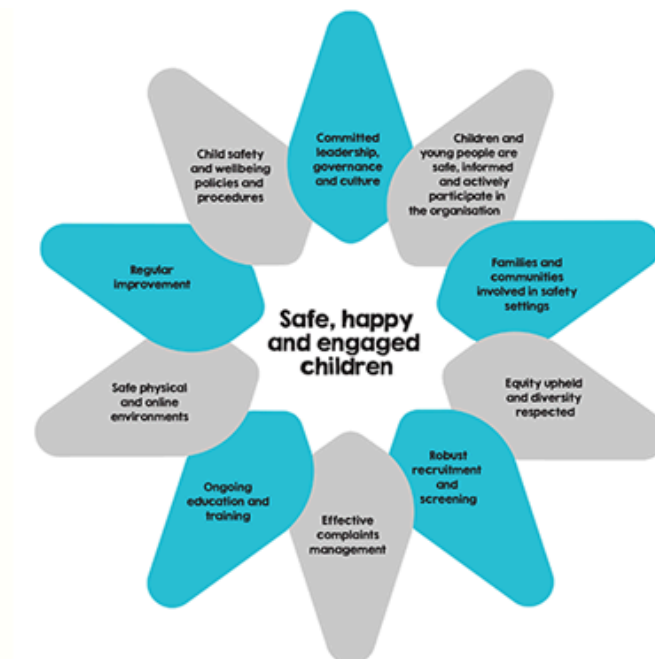 Committed
leadership,
governance
and culture
Children and
young people are
safe, informed
and actively
participate in
the organisation
Families and
communities
involved in safety
settings
Equity upheld
and diversity
respected
Robust
recruitment
and
screening
Effective
complaints
management
Ongoing
education and
training
Safe physical
and online
environments
Regular
improvement
Child safety
and wellbeing
policies and
procedures
Safe, happy
and engaged
children